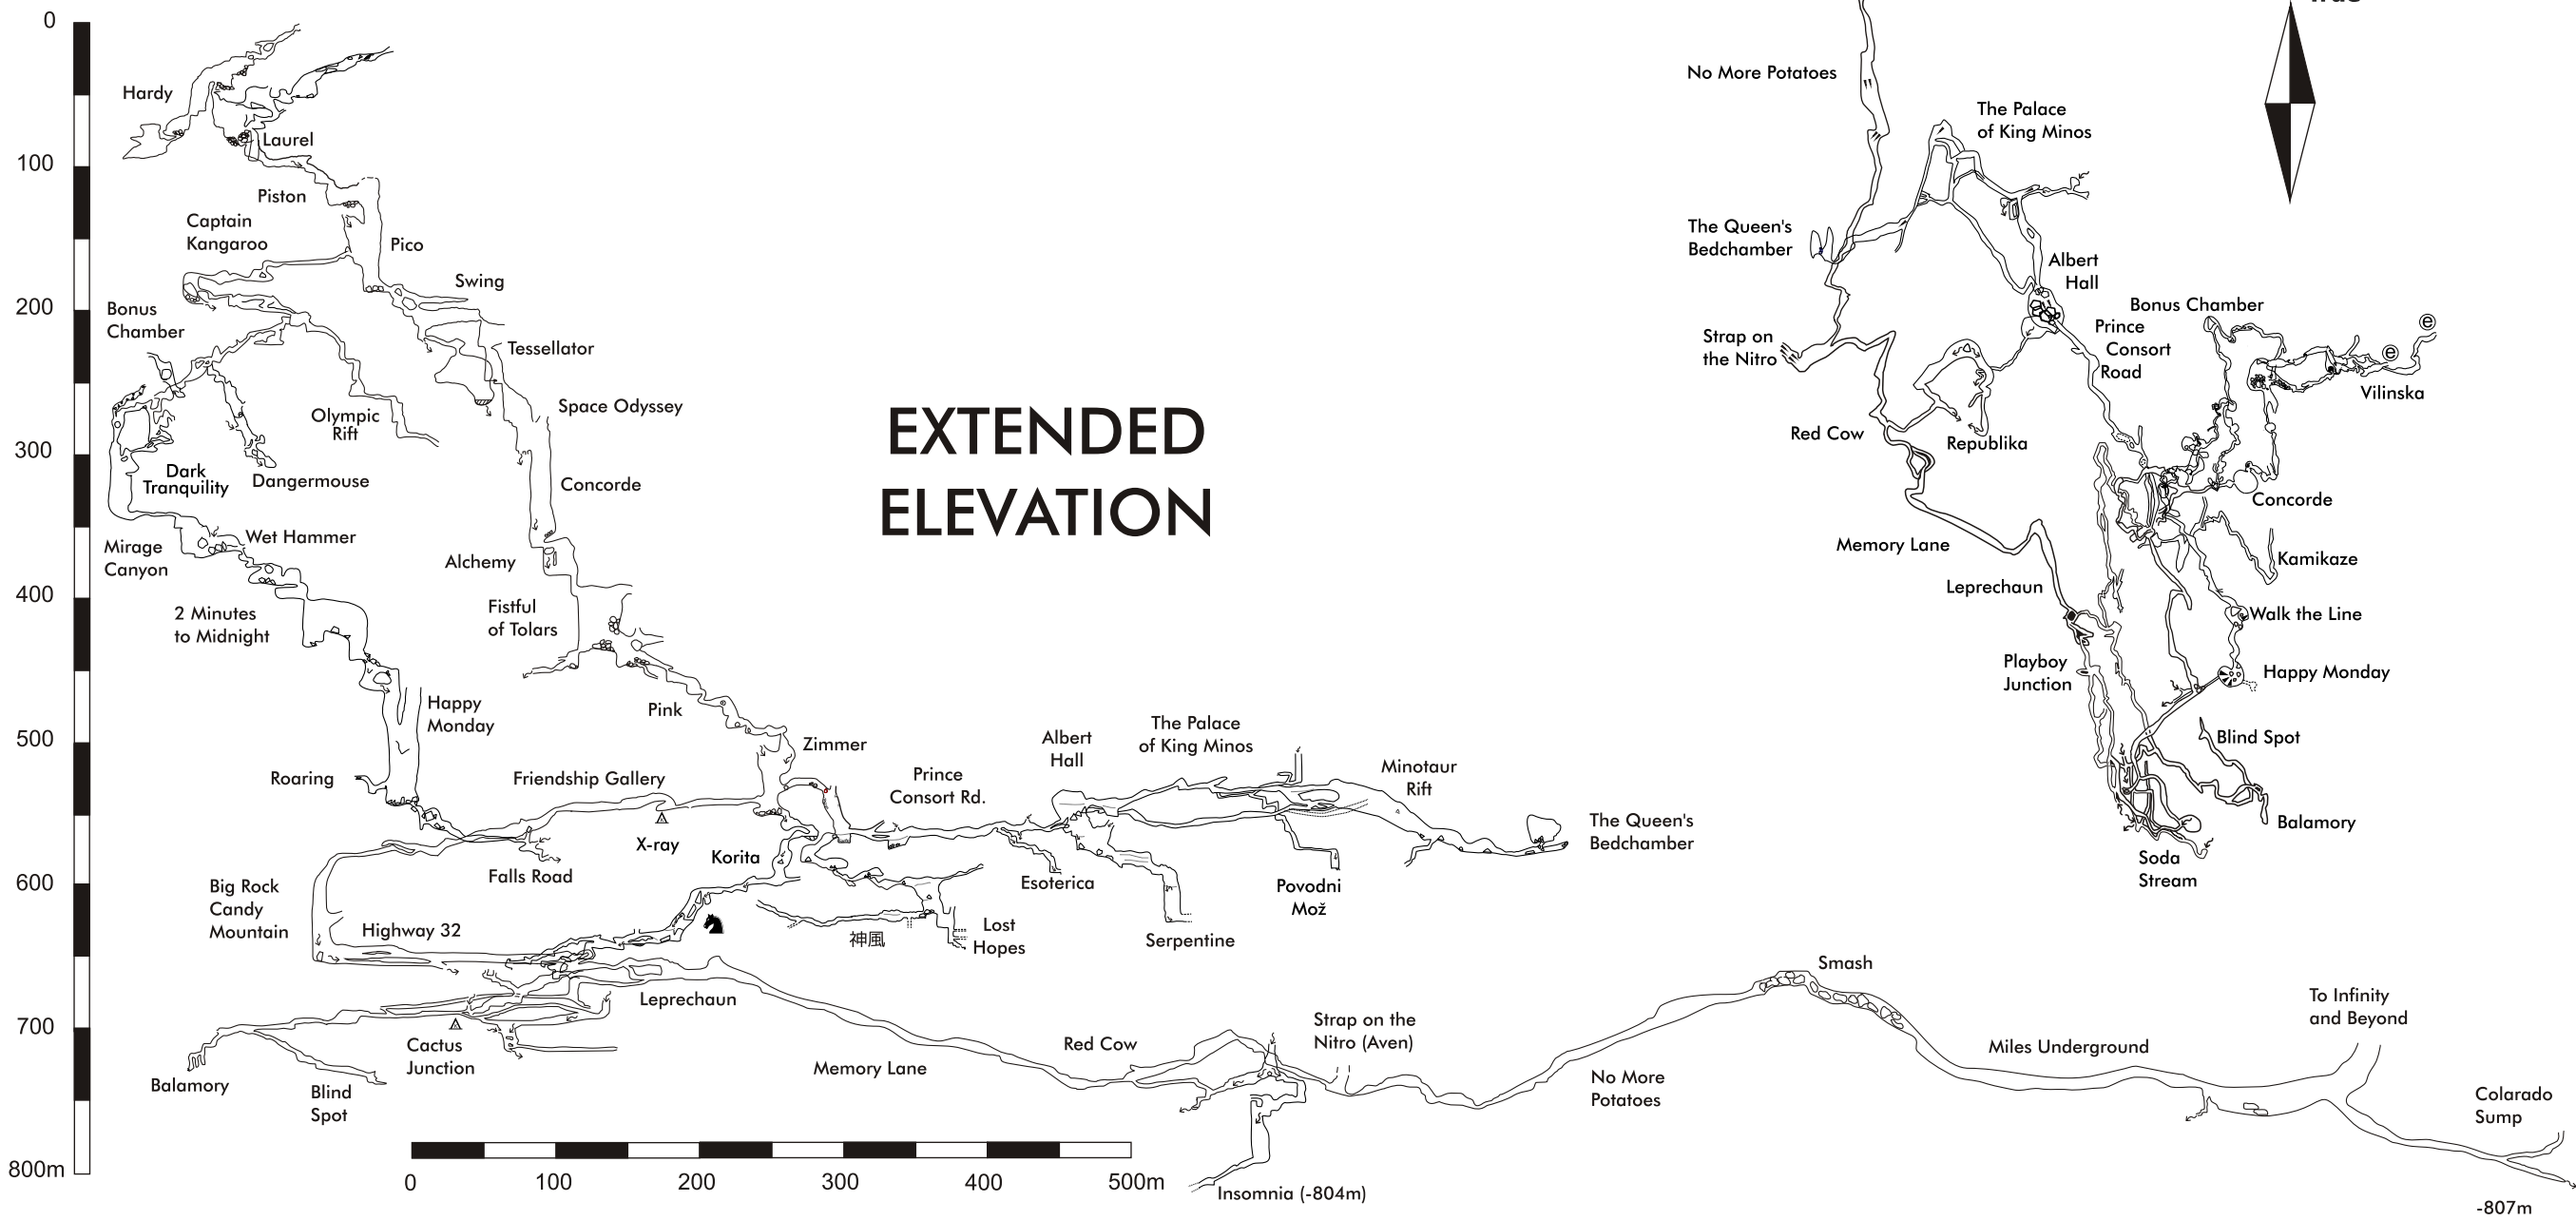 0
100
200
300
400
500
600
700
800m
Hardy
Laurel
Piston
Captain
Kangaroo
Pico
Swing
Bonus
Chamber
Tessellator
Olympic
Rift
Space Odyssey
Dark
Tranquility
Dangermouse
Concorde
Mirage
Canyon
Wet Hammer
Alchemy
2 Minutes
to Midnight
Fistful
of Tolars
Happy
Monday
Pink
Roaring
Friendship Gallery
Zimmer
X-ray
Korita
Falls Road
Prince
Consort Rd.
Albert
Hall
The Palace
of King Minos
Minotaur
Rift
The Queen's
Bedchamber
Big Rock
Candy
Mountain
Highway 32
神風
Lost
Hopes
Esoterica
Serpentine
Povodni
Mož
Leprechaun
Cactus
Junction
Balamory
Blind
Spot
Memory Lane
Red Cow
Strap on the
Nitro (Aven)
No More
Potatoes
Smash
Miles Underground
To Infinity
and Beyond
Colarado
Sump
-807m
Insomnia (-804m)
0
100
200
300
400
500m
EXTENDED
ELEVATION
No More Potatoes
The Palace
of King Minos
The Queen's
Bedchamber
Albert
Hall
Bonus Chamber
Prince
Consort
Road
e
e
Vilinska
Strap on
the Nitro
Red Cow
Republika
Concorde
Memory Lane
Kamikaze
Leprechaun
Walk the Line
Playboy
Junction
Happy Monday
Blind Spot
Balamory
Soda
Stream